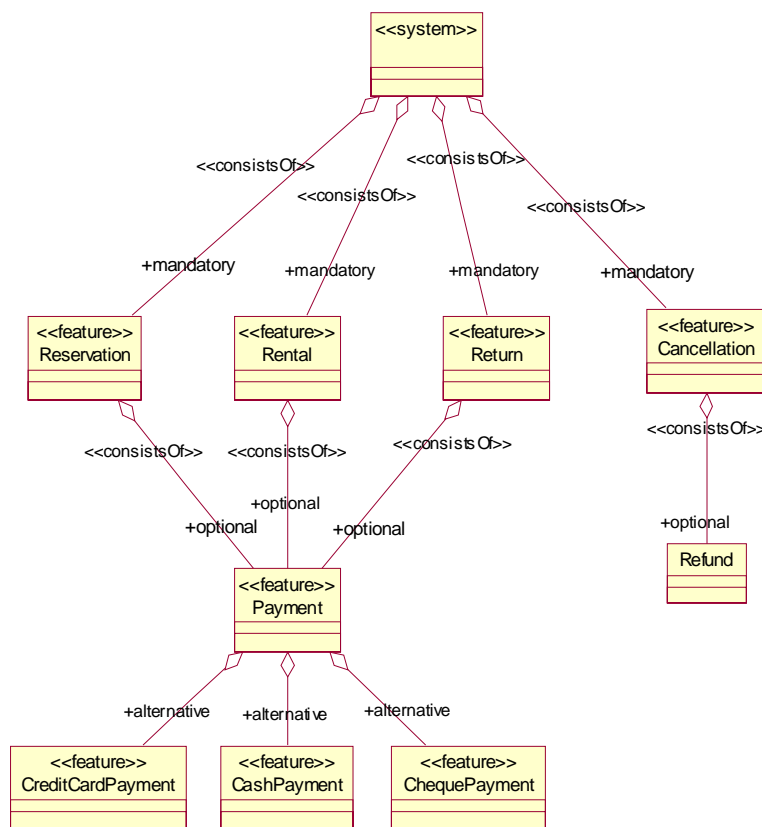 <<system>>
<<consistsOf>>
<<consistsOf>>
<<consistsOf>>
<<consistsOf>>
+mandatory
+mandatory
+mandatory
+mandatory
<<feature>>
Reservation
<<feature>>
Rental
<<feature>>
Return
<<feature>>
Cancellation
<<consistsOf>>
<<consistsOf>>
<<consistsOf>>
<<consistsOf>>
+optional
+optional
+optional
+optional
Refund
<<feature>>
Payment
+alternative
+alternative
+alternative
<<feature>>
CreditCardPayment
<<feature>>
CashPayment
<<feature>>
ChequePayment